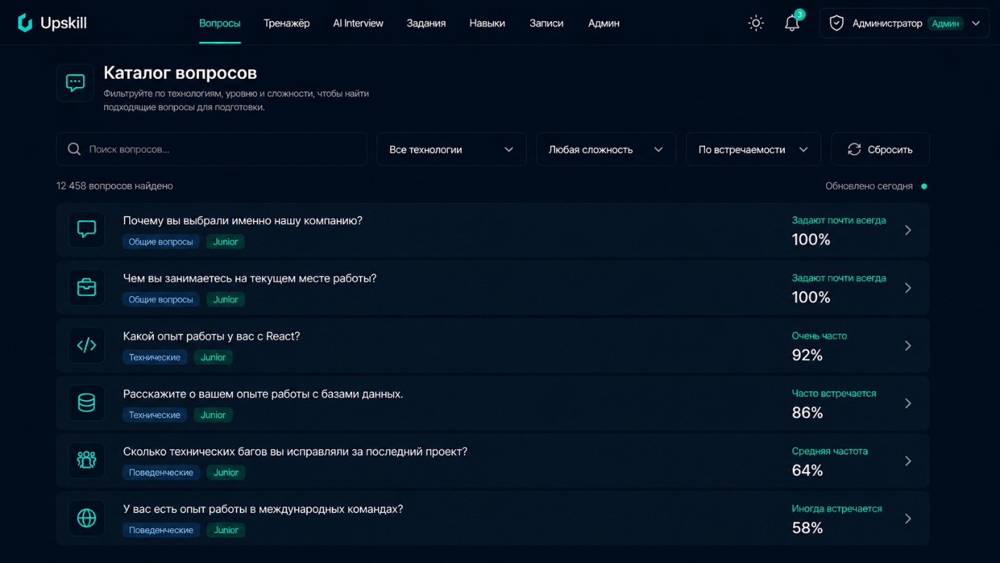 Upskill
Вопросы
Тренажёр
AI Interview
Задания
Навыки
Записи
Админ
3
Администратор
Админ
Каталог вопросов
Фильтруйте по технологиям, уровню и сложности, чтобы найти
подходящие вопросы для подготовки.
Поиск вопросов...
Все технологии
Любая сложность
По встречаемости
Сбросить
12 458 вопросов найдено
Обновлено сегодня
Почему вы выбрали именно нашу компанию?
Общие вопросы
Junior
Задают почти всегда
100%
Чем вы занимаетесь на текущем месте работы?
Общие вопросы
Junior
Задают почти всегда
100%
Какой опыт работы у вас с React?
Технические
Junior
Очень часто
92%
Расскажите о вашем опыте работы с базами данных.
Технические
Junior
Часто встречается
86%
Сколько технических багов вы исправляли за последний проект?
Поведенческие
Junior
Средняя частота
64%
У вас есть опыт работы в международных командах?
Поведенческие
Junior
Иногда встречается
58%